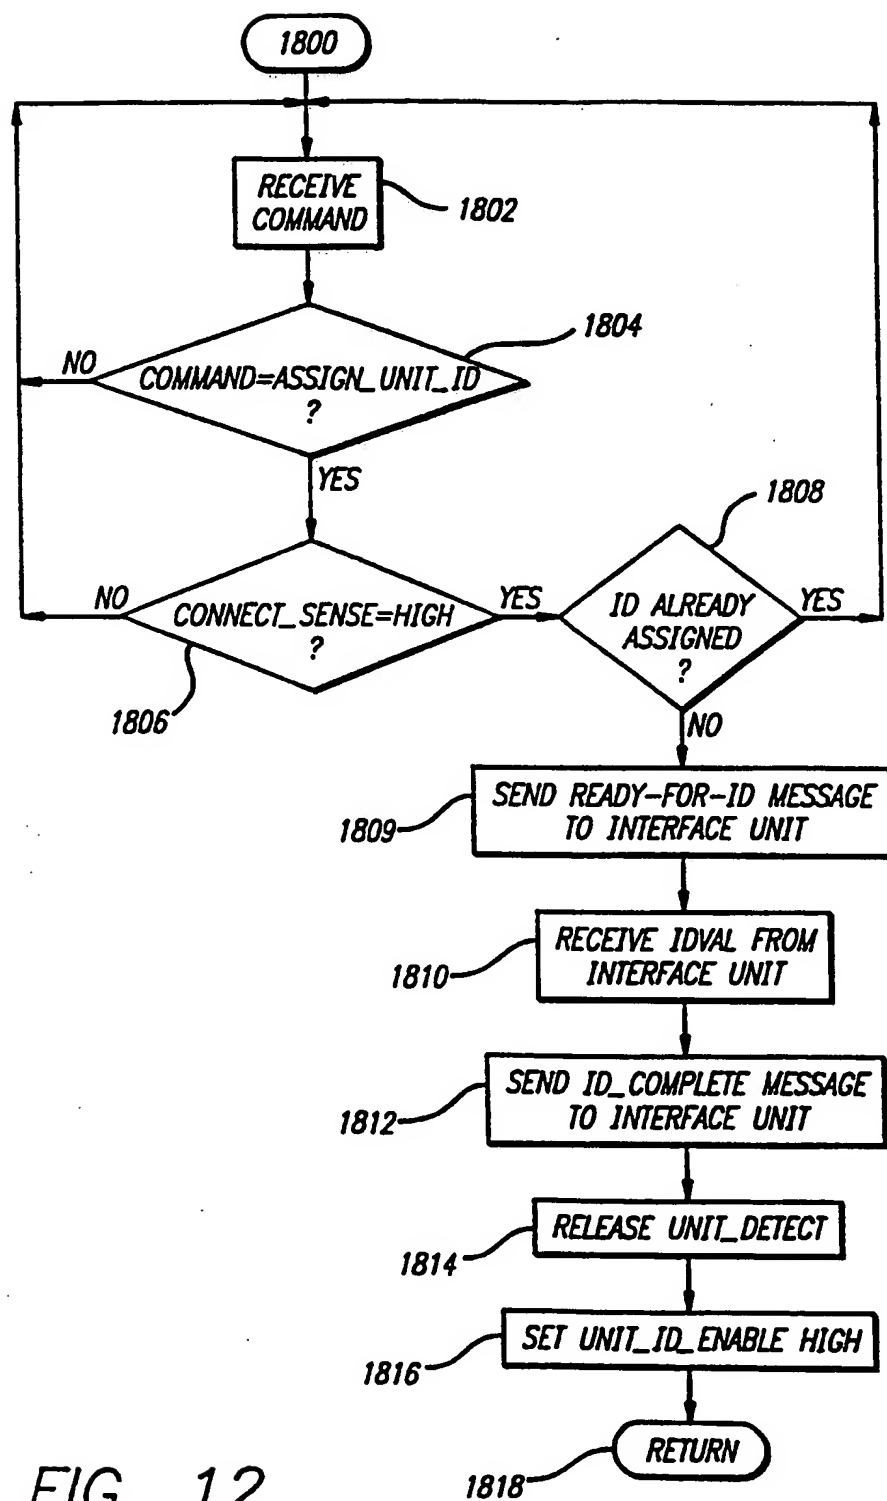 1800
RECEIVE
COMMAND
1802
1804
NO
COMMAND=ASSIGN_UNIT_ID
?
YES
1808
NO
CONNECT_SENSE=HIGH
?
YES
ID ALREADY
ASSIGNED
?
YES
1806
NO
SEND READY-FOR-ID MESSAGE
TO INTERFACE UNIT
1809
RECEIVE IDVAL FROM
INTERFACE UNIT
1810
SEND ID_COMPLETE MESSAGE
TO INTERFACE UNIT
1812
RELEASE UNIT_DETECT
1814
SET UNIT_ID_ENABLE HIGH
1816
RETURN
1818
FIG. 12